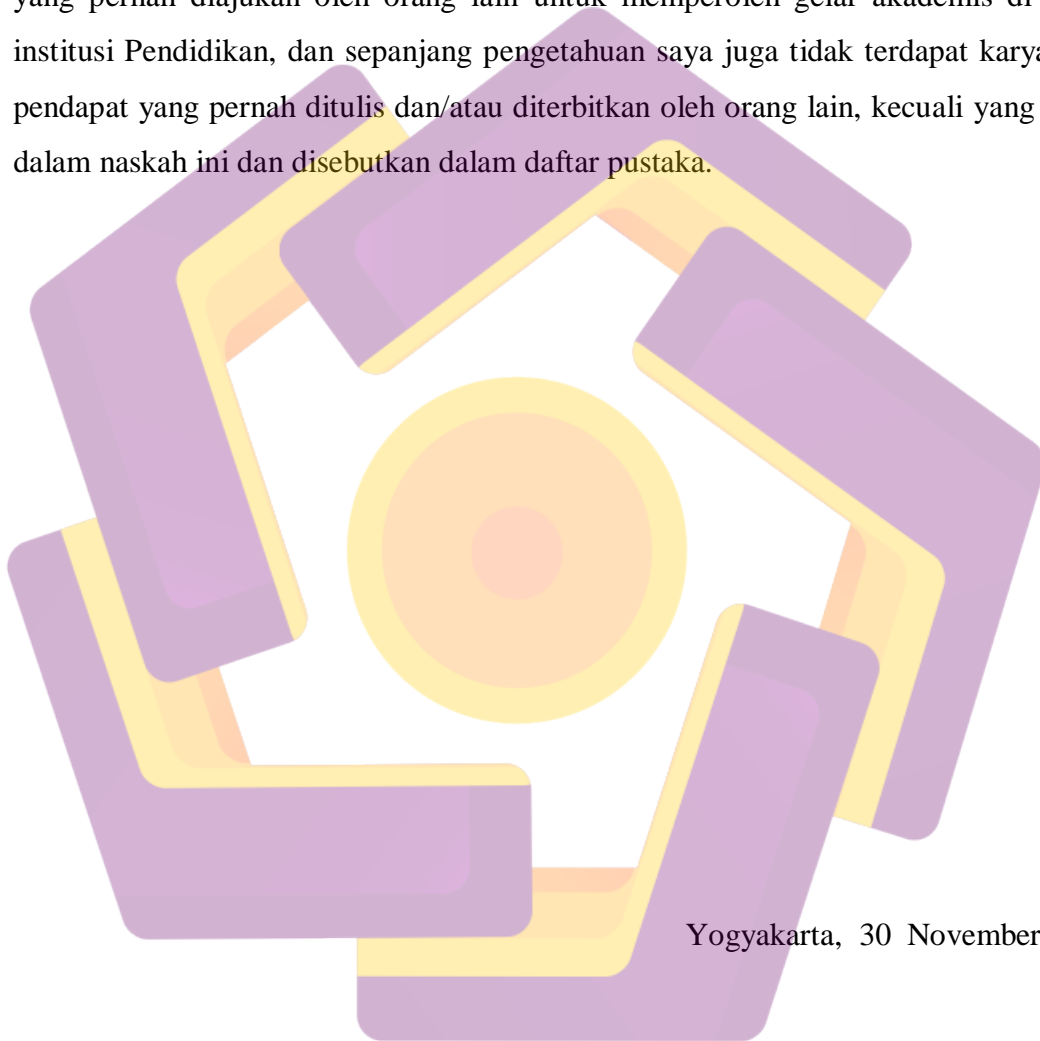 yang pernah diajukan oleh orang lain untuk memperoleh gelar akademis di
institusi Pendidikan, dan sepanjang pengetahuan saya juga tidak terdapat karya
pendapat yang pernah ditulis dan/atau diterbitkan oleh orang lain, kecuali yang
dalam naskah ini dan disebutkan dalam daftar pustaka.
Yogyakarta, 30 November